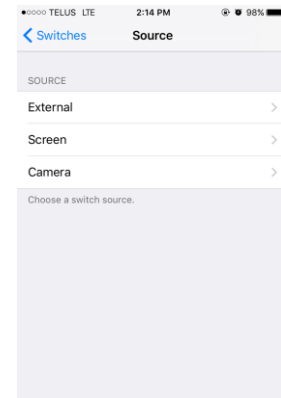 TELUS LTE 2:14 PM 98%
Switches Source
SOURCE
External
Screen
Camera
Choose a switch source.